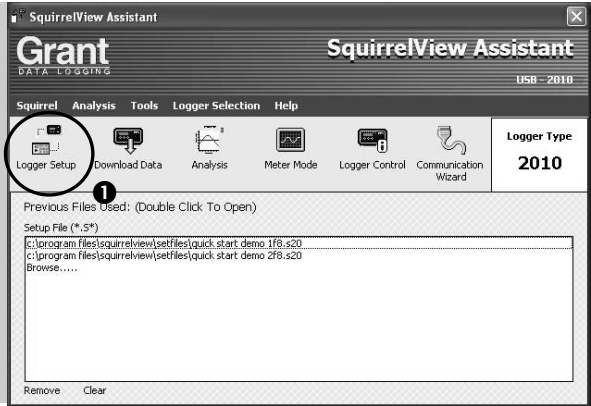 SquirrelView Assistant
Grant
DATA LOGGING
SquirrelView Assistant
USB - 2010
Squirrel Analysis Tools Logger Selection Help
Logger Setup
Download Data
Analysis
Meter Mode
Logger Control
Communication
Wizard
Logger Type
2010
1
Previous Files Used: (Double Click To Open)
Setup File (*.S*)
c:\program files\squirrelview\setfiles\quick start demo 1f8.s20
c:\program files\squirrelview\setfiles\quick start demo 2f8.s20
Browse.....
Remove Clear